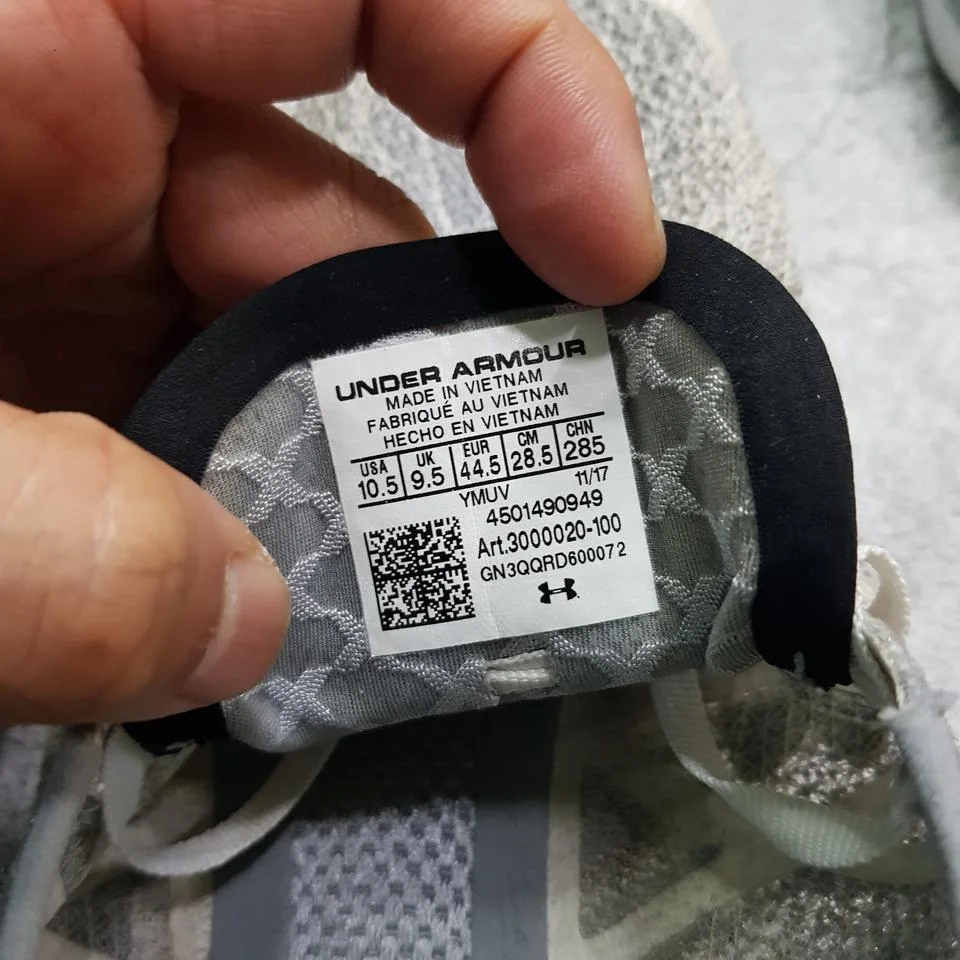 UNDER ARMOUR
MADE IN VIETNAM
FABRIQUÉ AU VIETNAM
HECHO EN VIETNAM
USA UK EUR CM CHN
10.5 9.5 44.5 28.5 285
YMUV 11/17
4501490949
Art.3000020-100
GN3QQRD600072